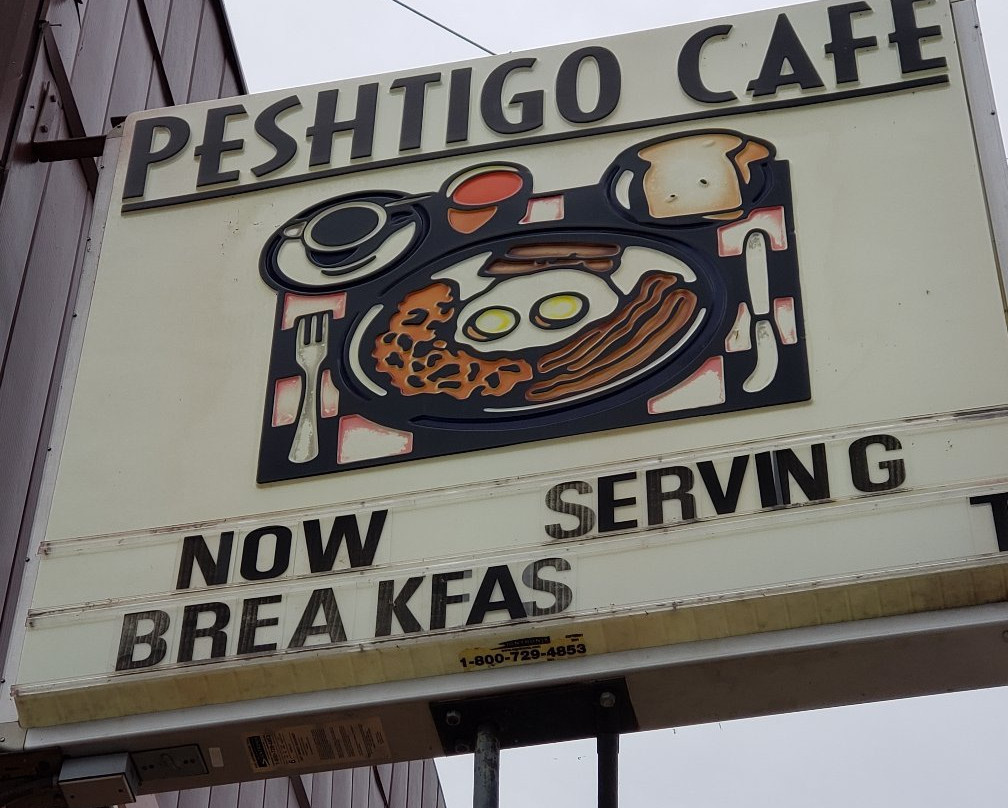 PESHTIGO CAFE
NOW SERVING
BREAKFAS T
1-800-729-4853